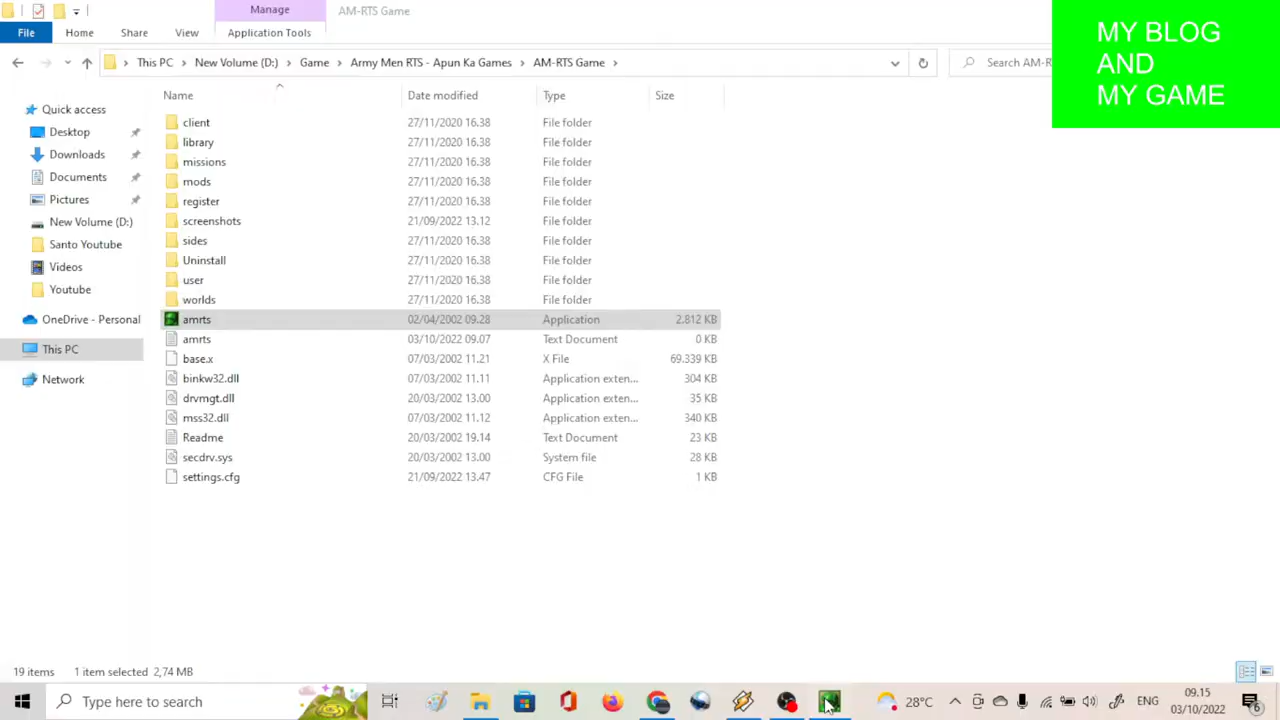 Manage
AM-RTS Game
File
Home
Share
View
Application Tools
This PC
New Volume (D:)
Game
Army Men RTS - Apun Ka Games
AM-RTS Game
Search AM-R
MY BLOG
AND
MY GAME
Name
Date modified
Type
Size
Quick access
Desktop
Downloads
Documents
Pictures
New Volume (D:)
Santo Youtube
Videos
Youtube
OneDrive - Personal
This PC
Network
client 27/11/2020 16.38 File folder
library 27/11/2020 16.38 File folder
missions 27/11/2020 16.38 File folder
mods 27/11/2020 16.38 File folder
register 27/11/2020 16.38 File folder
screenshots 21/09/2022 13.12 File folder
sides 27/11/2020 16.38 File folder
Uninstall 27/11/2020 16.38 File folder
user 27/11/2020 16.38 File folder
worlds 27/11/2020 16.38 File folder
amrts 02/04/2002 09.28 Application 2.812 KB
amrts 03/10/2022 09.07 Text Document 0 KB
base.x 07/03/2002 11.21 X File 69.339 KB
binkw32.dll 07/03/2002 11.11 Application exten... 304 KB
drvmgt.dll 20/03/2002 13.00 Application exten... 35 KB
mss32.dll 07/03/2002 11.12 Application exten... 340 KB
Readme 20/03/2002 19.14 Text Document 23 KB
secdrv.sys 20/03/2002 13.00 System file 28 KB
settings.cfg 21/09/2022 13.47 CFG File 1 KB
19 items 1 item selected 2,74 MB
Type here to search
28°C
ENG
09.15
03/10/2022
6